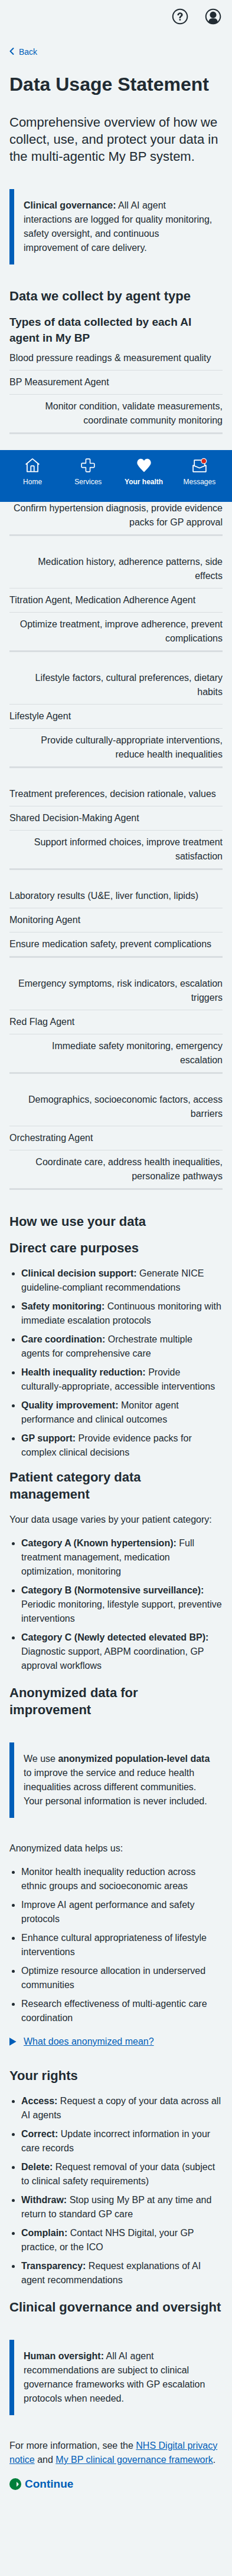 Back
Data Usage Statement
Comprehensive overview of how we
collect, use, and protect your data in
the multi-agentic My BP system.
Clinical governance: All AI agent
interactions are logged for quality monitoring,
safety oversight, and continuous
improvement of care delivery.
Data we collect by agent type
Types of data collected by each AI
agent in My BP
Blood pressure readings & measurement quality
BP Measurement Agent
Monitor condition, validate measurements,
coordinate community monitoring
Home
Services
Your health
Messages
Confirm hypertension diagnosis, provide evidence
packs for GP approval
Medication history, adherence patterns, side
effects
Titration Agent, Medication Adherence Agent
Optimize treatment, improve adherence, prevent
complications
Lifestyle factors, cultural preferences, dietary
habits
Lifestyle Agent
Provide culturally-appropriate interventions,
reduce health inequalities
Treatment preferences, decision rationale, values
Shared Decision-Making Agent
Support informed choices, improve treatment
satisfaction
Laboratory results (U&E, liver function, lipids)
Monitoring Agent
Ensure medication safety, prevent complications
Emergency symptoms, risk indicators, escalation
triggers
Red Flag Agent
Immediate safety monitoring, emergency
escalation
Demographics, socioeconomic factors, access
barriers
Orchestrating Agent
Coordinate care, address health inequalities,
personalize pathways
How we use your data
Direct care purposes
• Clinical decision support: Generate NICE
guideline-compliant recommendations
• Safety monitoring: Continuous monitoring with
immediate escalation protocols
• Care coordination: Orchestrate multiple
agents for comprehensive care
• Health inequality reduction: Provide
culturally-appropriate, accessible interventions
• Quality improvement: Monitor agent
performance and clinical outcomes
• GP support: Provide evidence packs for
complex clinical decisions
Patient category data
management
Your data usage varies by your patient category:
• Category A (Known hypertension): Full
treatment management, medication
optimization, monitoring
• Category B (Normotensive surveillance):
Periodic monitoring, lifestyle support, preventive
interventions
• Category C (Newly detected elevated BP):
Diagnostic support, ABPM coordination, GP
approval workflows
Anonymized data for
improvement
We use anonymized population-level data
to improve the service and reduce health
inequalities across different communities.
Your personal information is never included.
Anonymized data helps us:
• Monitor health inequality reduction across
ethnic groups and socioeconomic areas
• Improve AI agent performance and safety
protocols
• Enhance cultural appropriateness of lifestyle
interventions
• Optimize resource allocation in underserved
communities
• Research effectiveness of multi-agentic care
coordination
What does anonymized mean?
Your rights
• Access: Request a copy of your data across all
AI agents
• Correct: Update incorrect information in your
care records
• Delete: Request removal of your data (subject
to clinical safety requirements)
• Withdraw: Stop using My BP at any time and
return to standard GP care
• Complain: Contact NHS Digital, your GP
practice, or the ICO
• Transparency: Request explanations of AI
agent recommendations
Clinical governance and oversight
Human oversight: All AI agent
recommendations are subject to clinical
governance frameworks with GP escalation
protocols when needed.
For more information, see the NHS Digital privacy
notice and My BP clinical governance framework.
Continue